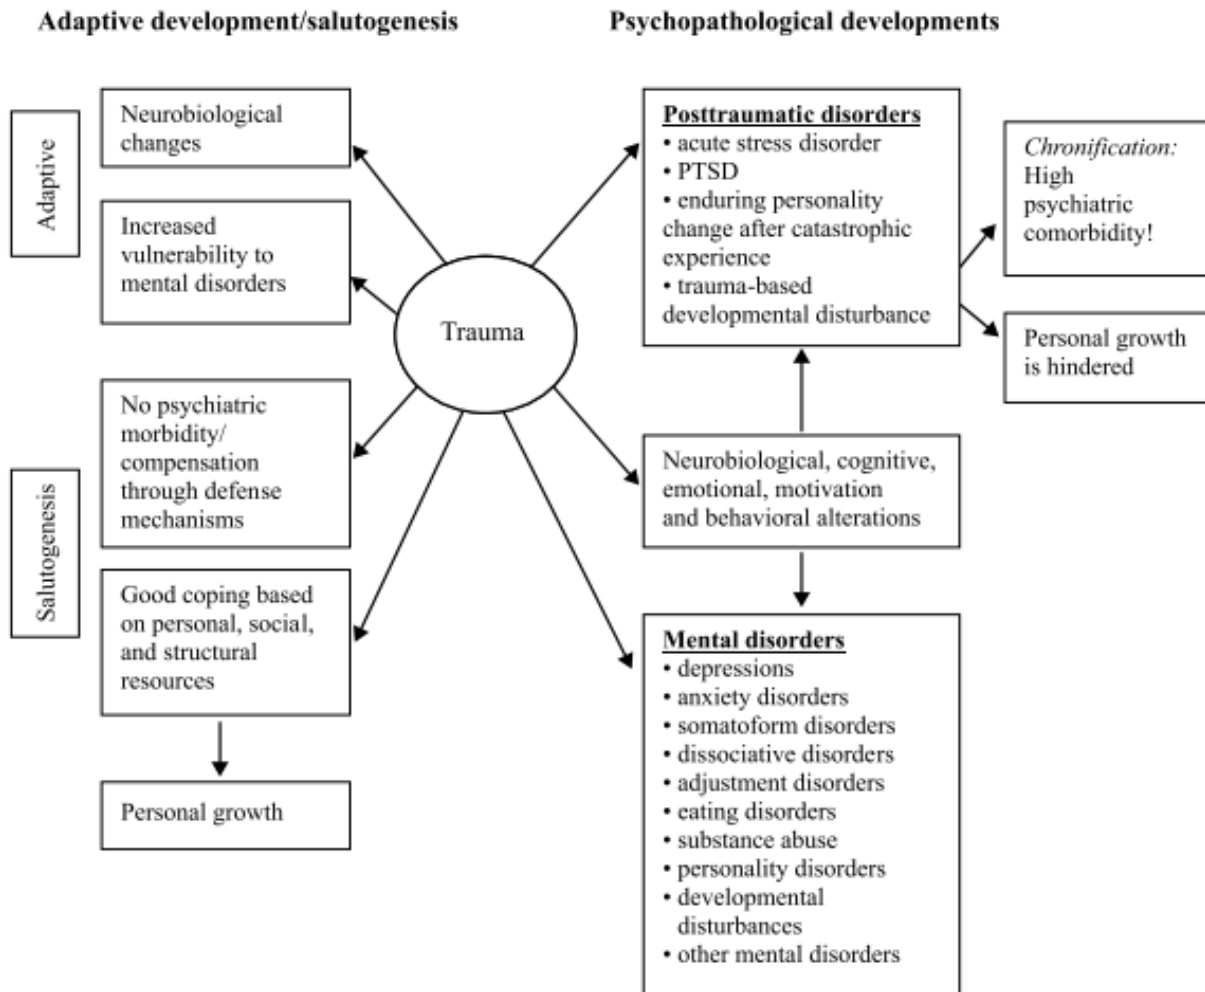 Adaptive development/salutogenesis
Psychopathological developments
Adaptive
Neurobiological
changes
Increased
vulnerability to
mental disorders
Salutogenesis
No psychiatric
morbidity/
compensation
through defense
mechanisms
Good coping based
on personal, social,
and structural
resources
Personal growth
Trauma
Posttraumatic disorders
• acute stress disorder
• PTSD
• enduring personality
change after catastrophic
experience
• trauma-based
developmental disturbance
Chronification:
High
psychiatric
comorbidity!
Personal growth
is hindered
Neurobiological, cognitive,
emotional, motivation
and behavioral alterations
Mental disorders
• depressions
• anxiety disorders
• somatoform disorders
• dissociative disorders
• adjustment disorders
• eating disorders
• substance abuse
• personality disorders
• developmental
disturbances
• other mental disorders